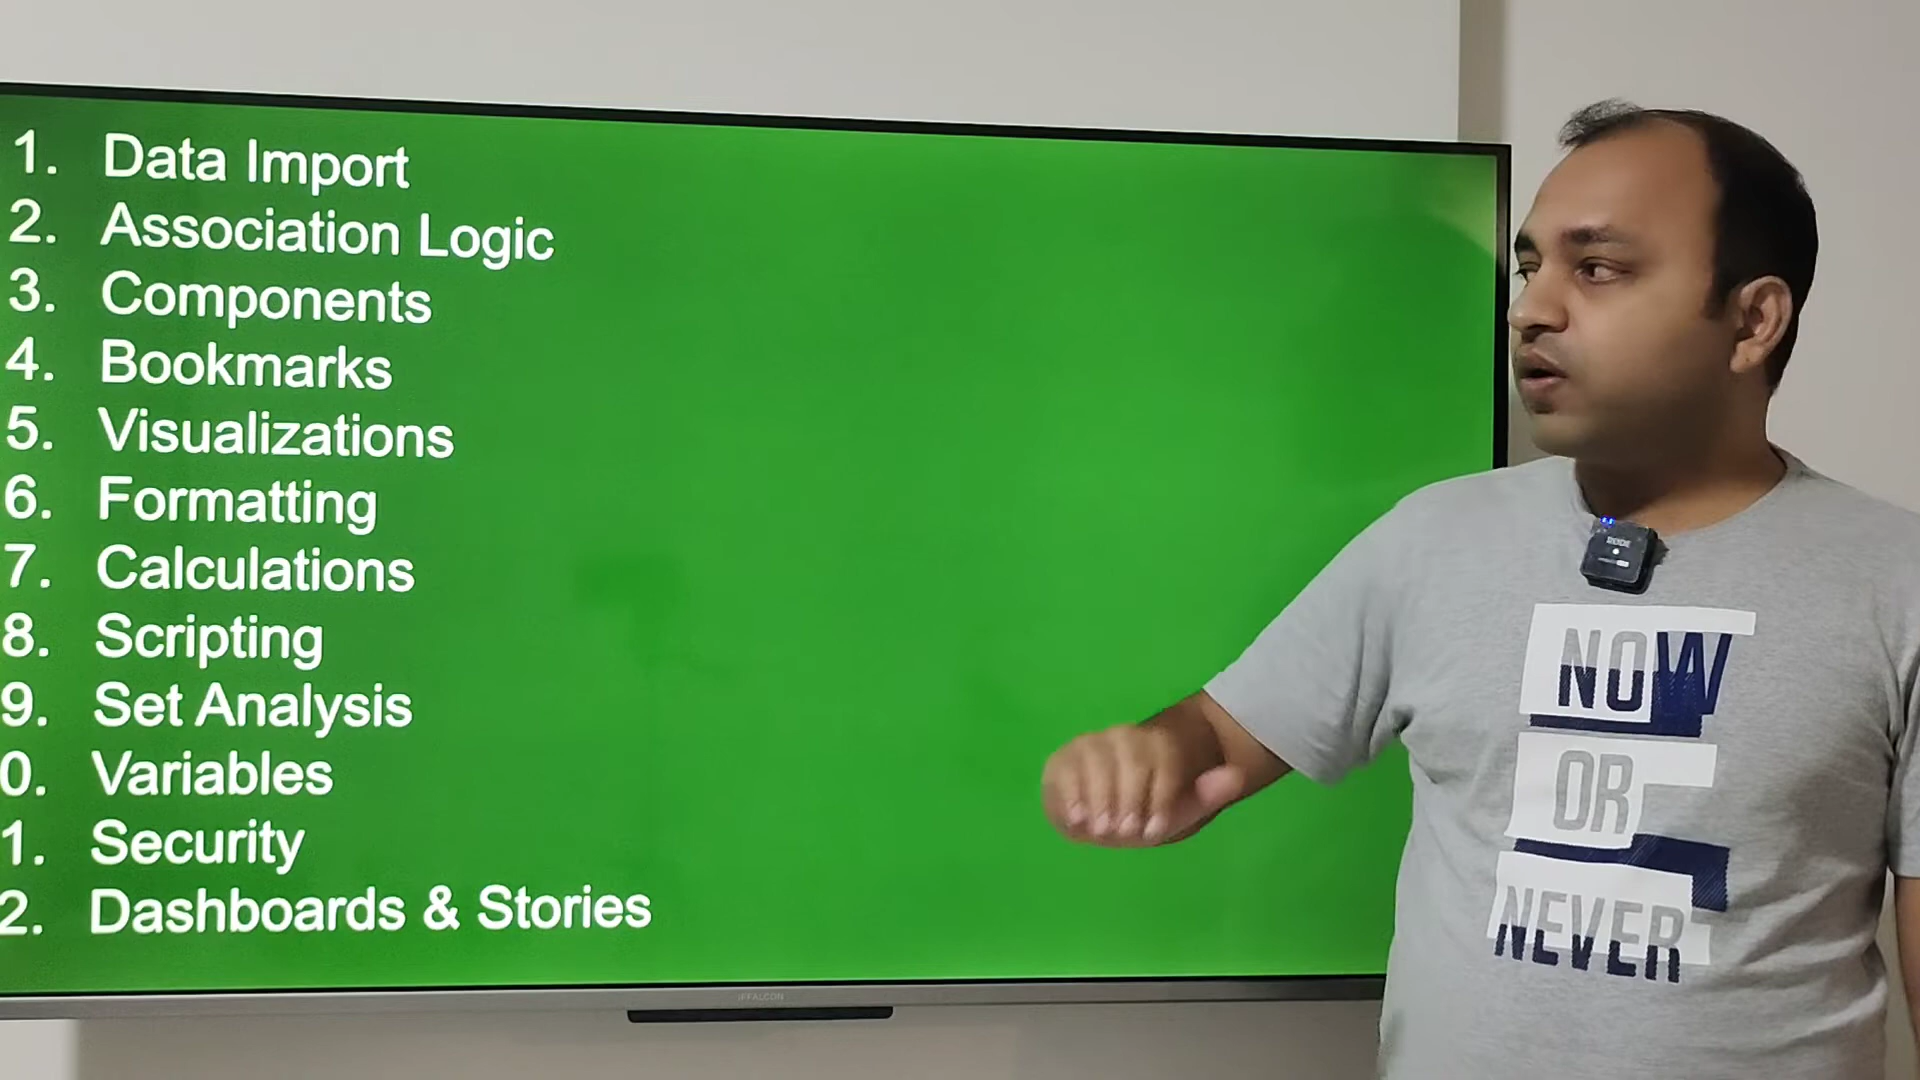 1. Data Import
2. Association Logic
3. Components
4. Bookmarks
5. Visualizations
6. Formatting
7. Calculations
8. Scripting
9. Set Analysis
0. Variables
1. Security
2. Dashboards & Stories
IFFALCON
NOW
OR
NEVER